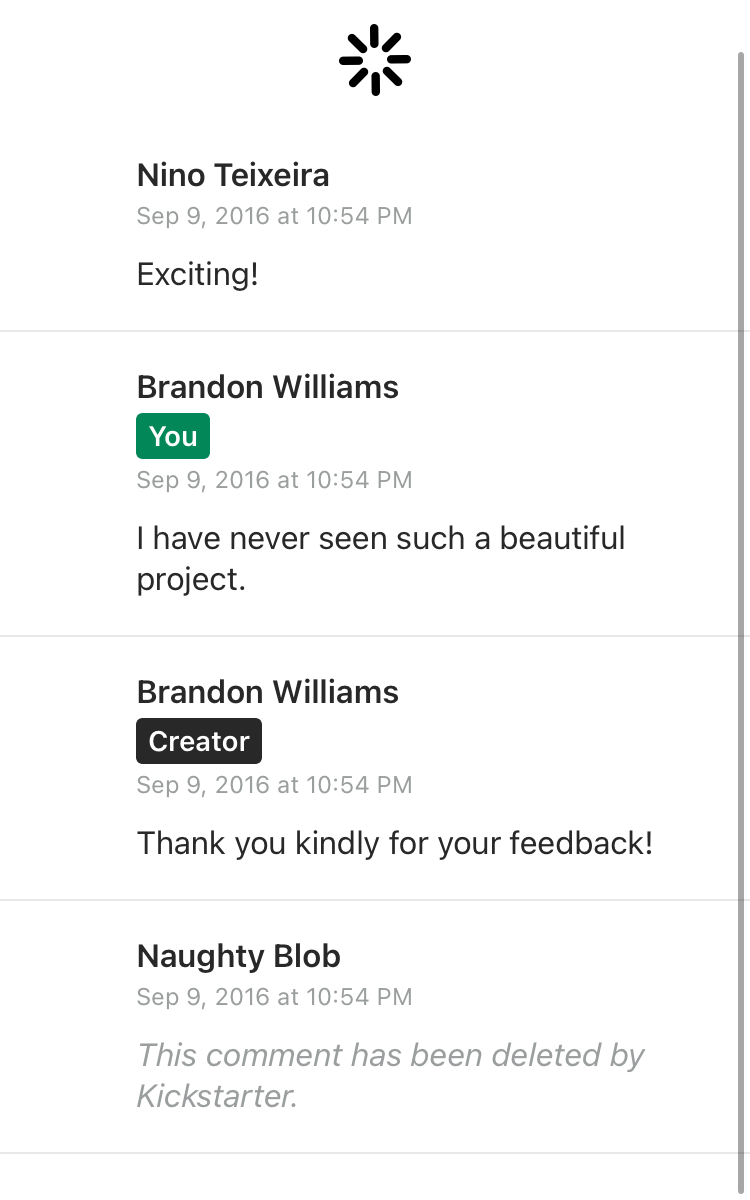 Nino Teixeira
Sep 9, 2016 at 10:54 PM
Exciting!
Brandon Williams
You
Sep 9, 2016 at 10:54 PM
I have never seen such a beautiful
project.
Brandon Williams
Creator
Sep 9, 2016 at 10:54 PM
Thank you kindly for your feedback!
Naughty Blob
Sep 9, 2016 at 10:54 PM
This comment has been deleted by
Kickstarter.